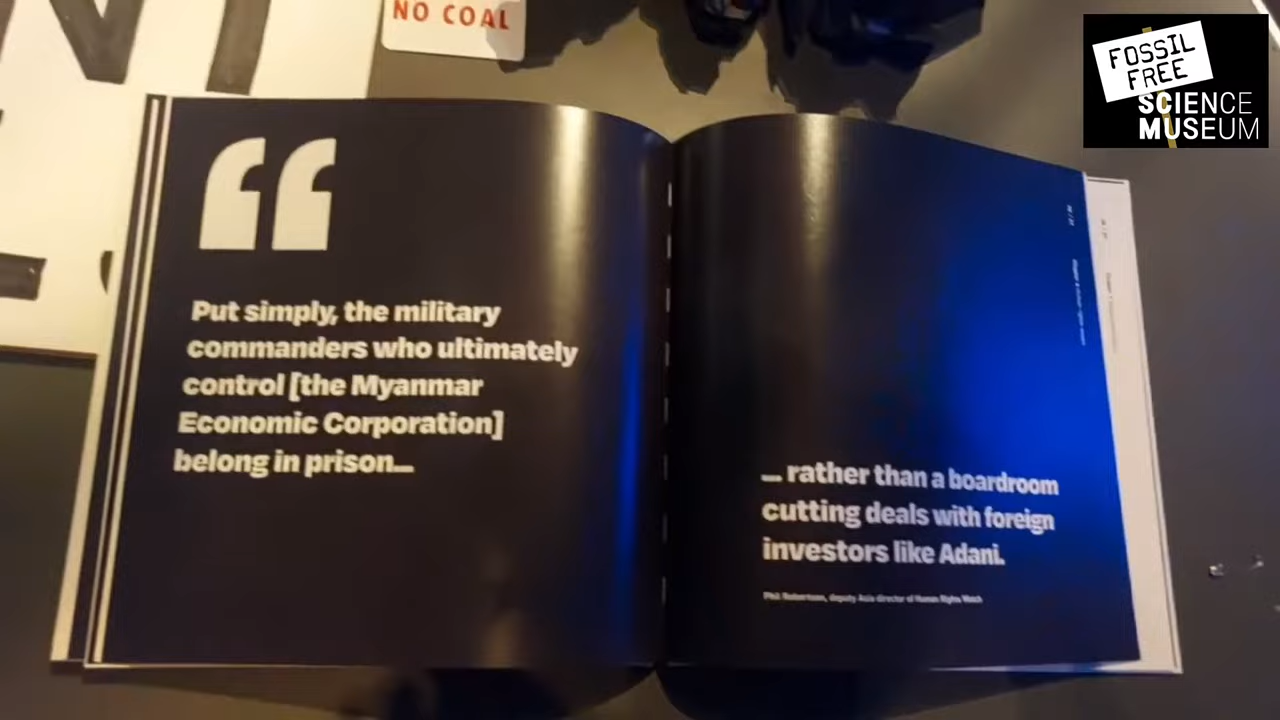 NO COAL
FOSSIL
FREE
SCIENCE
MUSEUM
“
Put simply, the military
commanders who ultimately
control [the Myanmar
Economic Corporation]
belong in prison...
... rather than a boardroom
cutting deals with foreign
investors like Adani.
Phil Robertson, deputy Asia director of Human Rights Watch